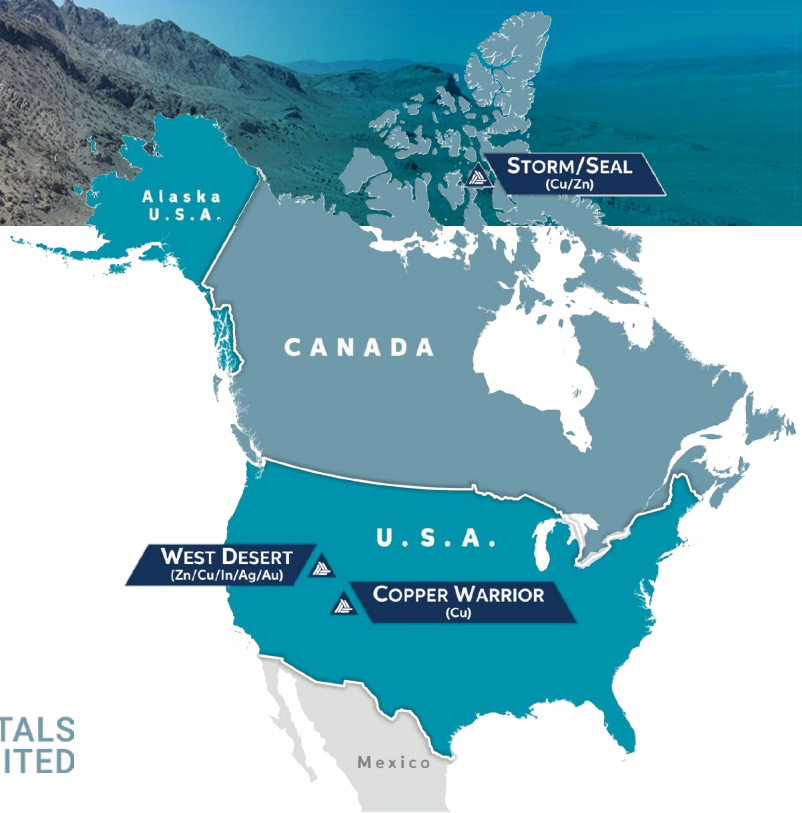 STORM/SEAL
(Cu/Zn)
Alaska
U.S.A.
CANADA
U.S.A.
WEST DESERT
(Zn/Cu/In/Ag/Au)
COPPER WARRIOR
(Cu)
TALS
ITED
Mexico